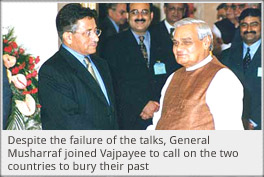 Despite the failure of the talks, General
Musharraf joined Vajpayee to call on the two
countries to bury their past